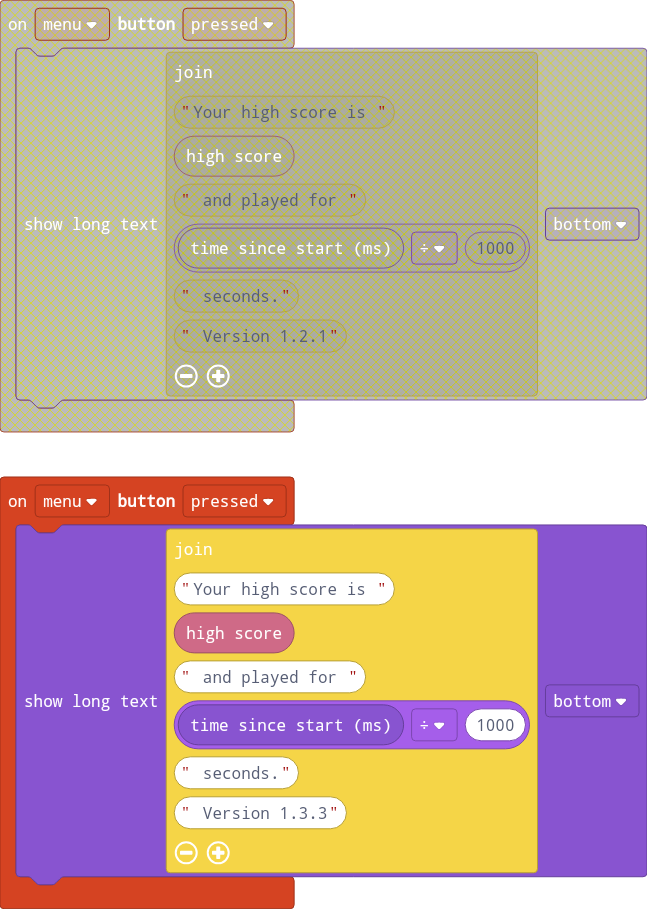 on menu button pressed
join
"Your high score is "
high score
" and played for "
show long text
bottom
time since start (ms) ÷ 1000
" seconds."
" Version 1.2.1"
on menu button pressed
join
"Your high score is "
high score
" and played for "
show long text
bottom
time since start (ms) ÷ 1000
" seconds."
" Version 1.3.3"